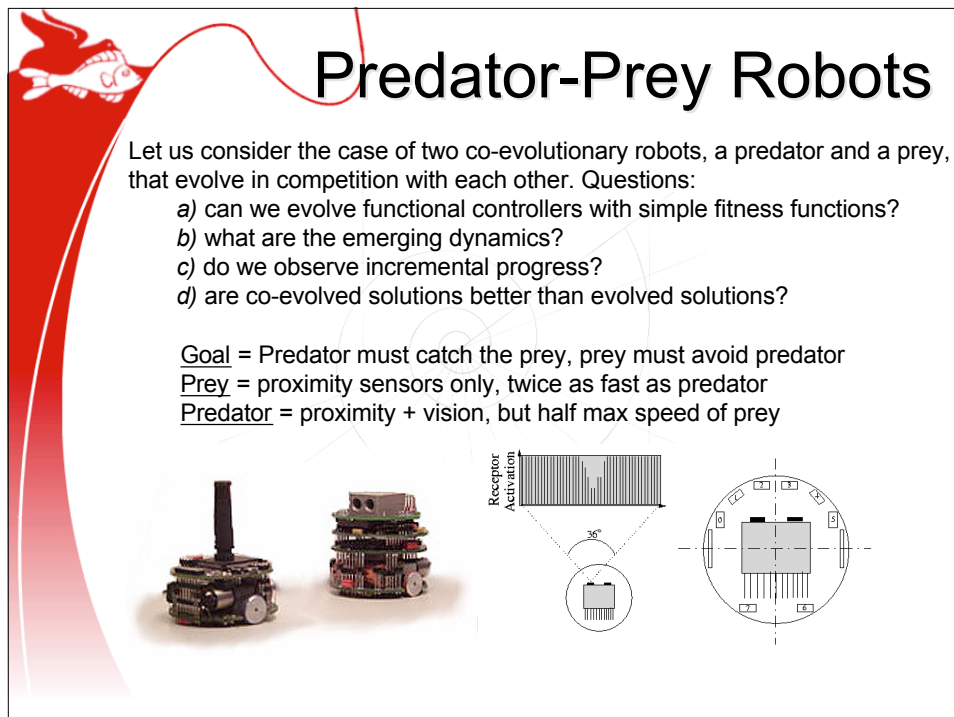 Predator-Prey Robots
Let us consider the case of two co-evolutionary robots, a predator and a prey,
that evolve in competition with each other. Questions:
a) can we evolve functional controllers with simple fitness functions?
b) what are the emerging dynamics?
c) do we observe incremental progress?
d) are co-evolved solutions better than evolved solutions?
Goal = Predator must catch the prey, prey must avoid predator
Prey = proximity sensors only, twice as fast as predator
Predator = proximity + vision, but half max speed of prey
Receptor
Activation
36°
0
1
2
3
4
5
7
6